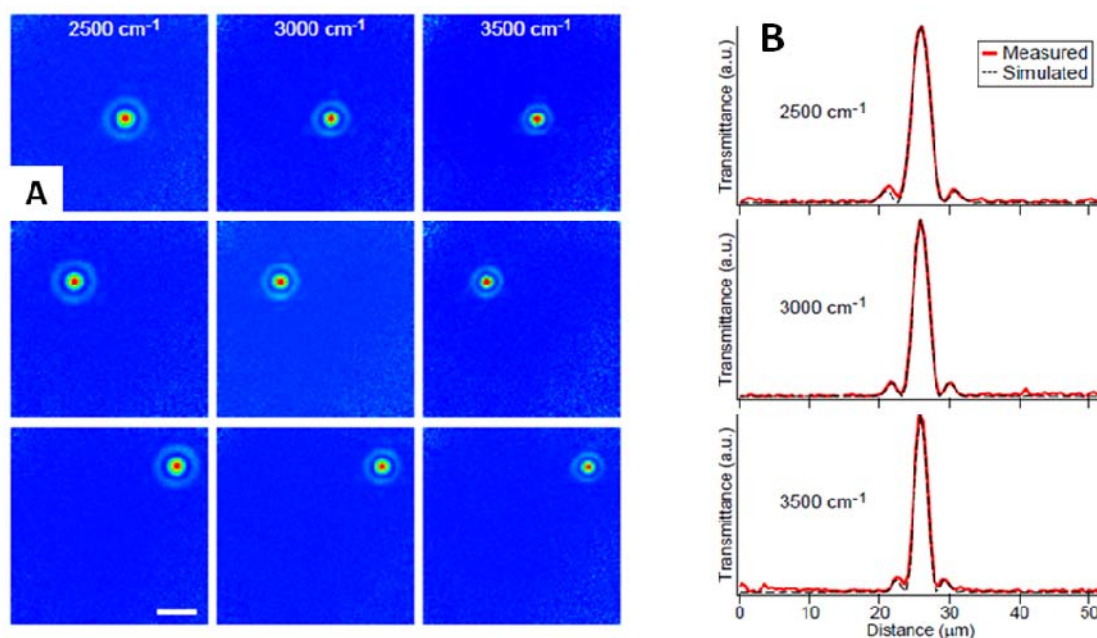 2500 cm-1
3000 cm-1
3500 cm-1
A
B
Measured
Simulated
2500 cm-1
Transmittance (a.u.)
3000 cm-1
Transmittance (a.u.)
3500 cm-1
Transmittance (a.u.)
0 10 20 30 40 50
Distance (μm)